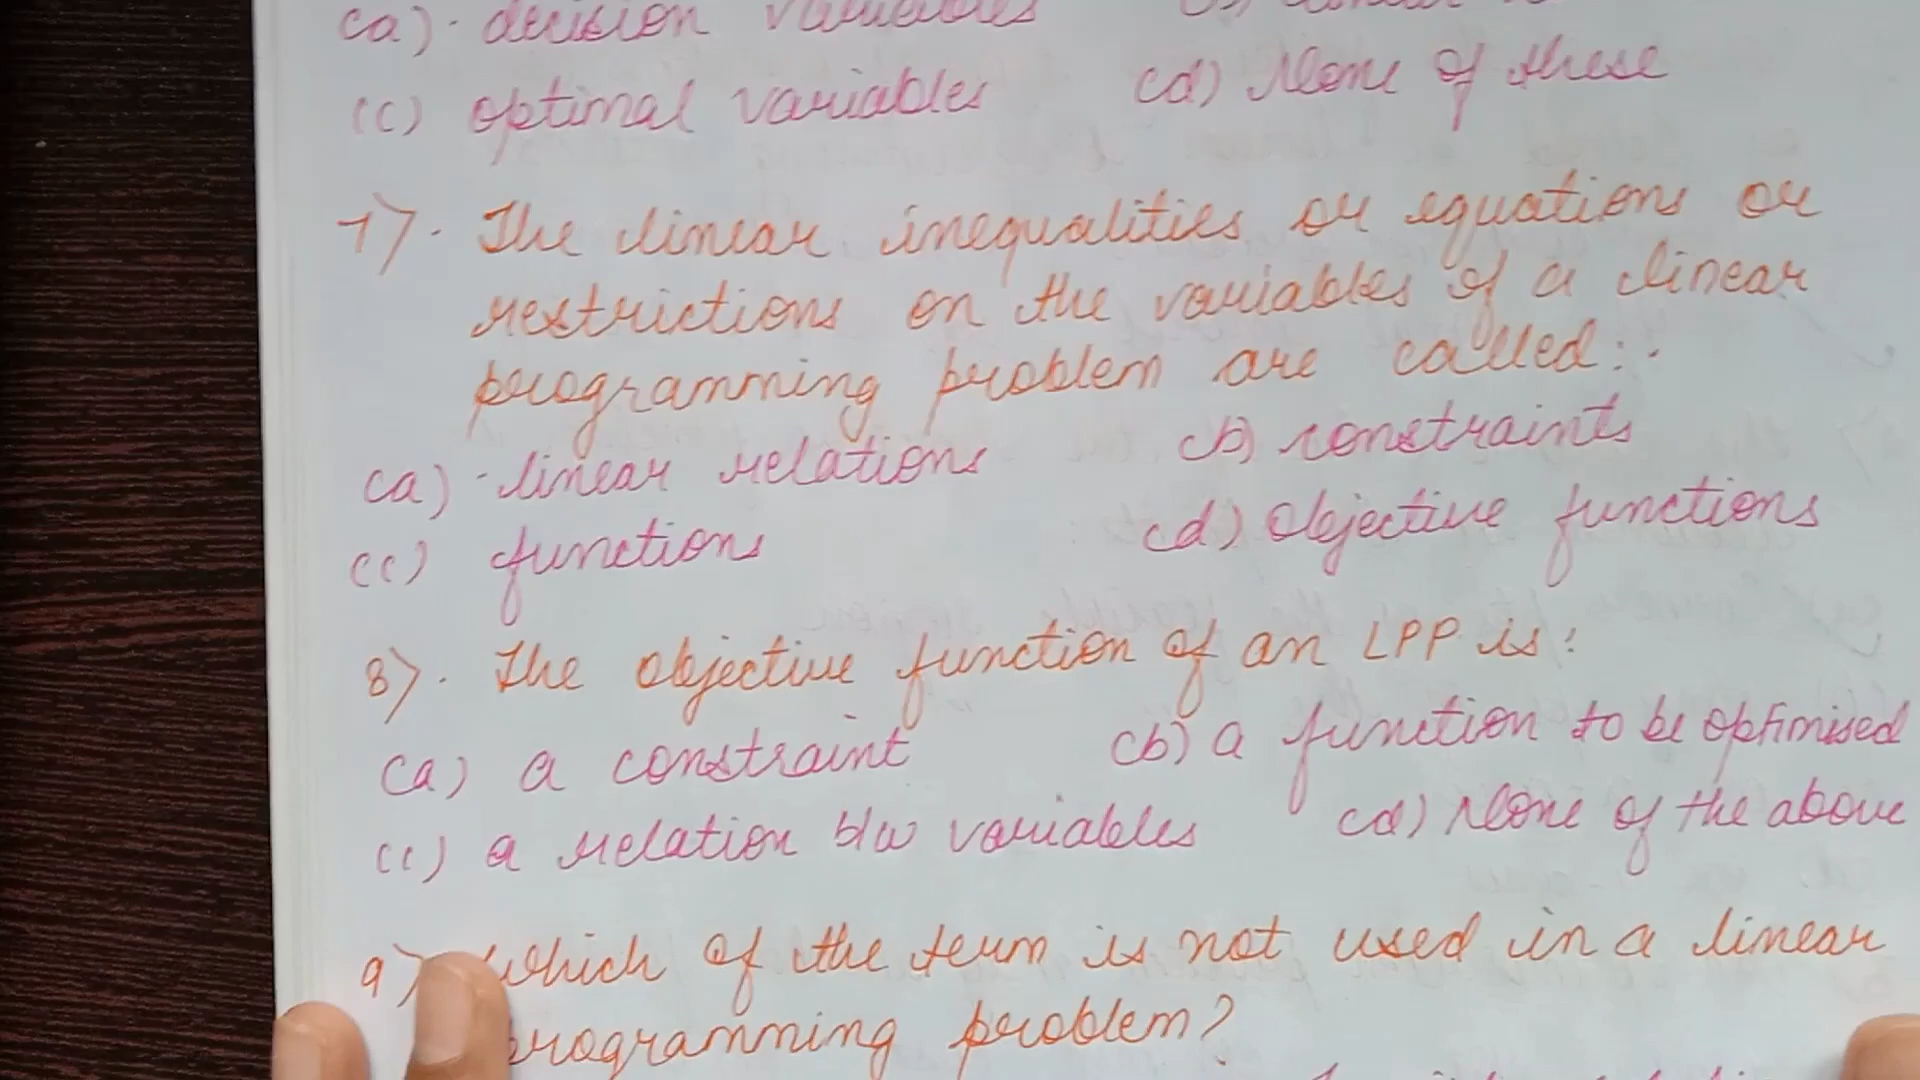 (a). decision variables
(c) optimal variables (d) None of these
7). The linear inequalities or equations or
restrictions on the variables of a linear
programming problem are called:.
(a) linear relations (b) constraints
(c) functions (d) Objective functions
8). The objective function of an LPP is:
(a) a constraint (b) a function to be optimised
(c) a relation b/w variables (d) None of the above
9) Which of the term is not used in a linear
programming problem?